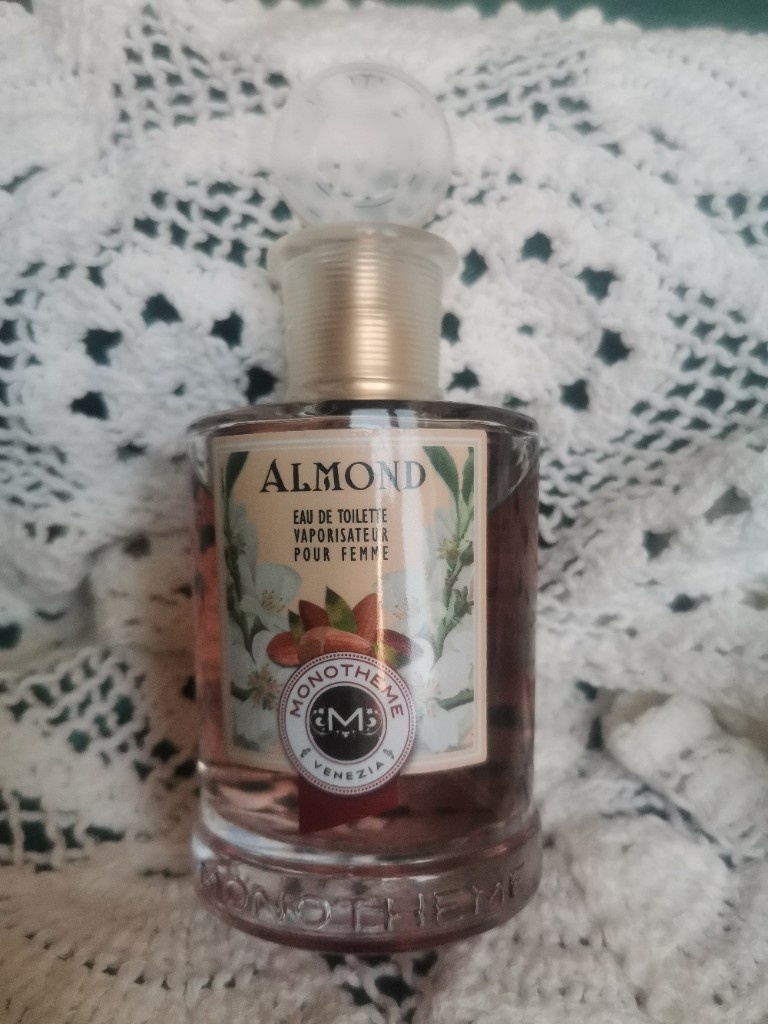 ALMOND
EAU DE TOILETTE
VAPORISATEUR
POUR FEMME
MONOTHEME
M
VENEZIA
MONOTHEME